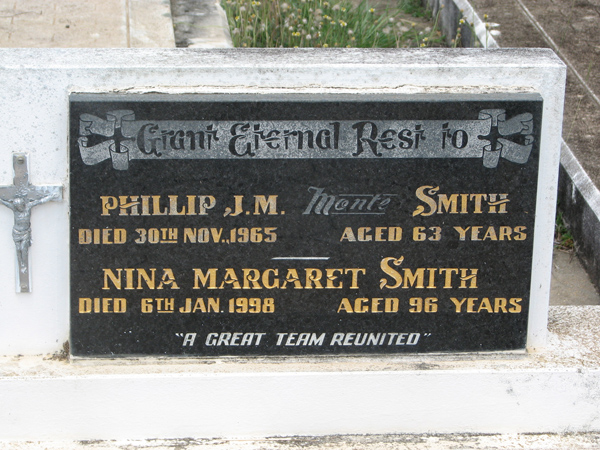 Grant Eternal Rest to
PHILLIP J.M. Monte SMITH
DIED 30TH NOV., 1965 AGED 63 YEARS
NINA MARGARET SMITH
DIED 6TH JAN. 1998 AGED 96 YEARS
"A GREAT TEAM REUNITED"